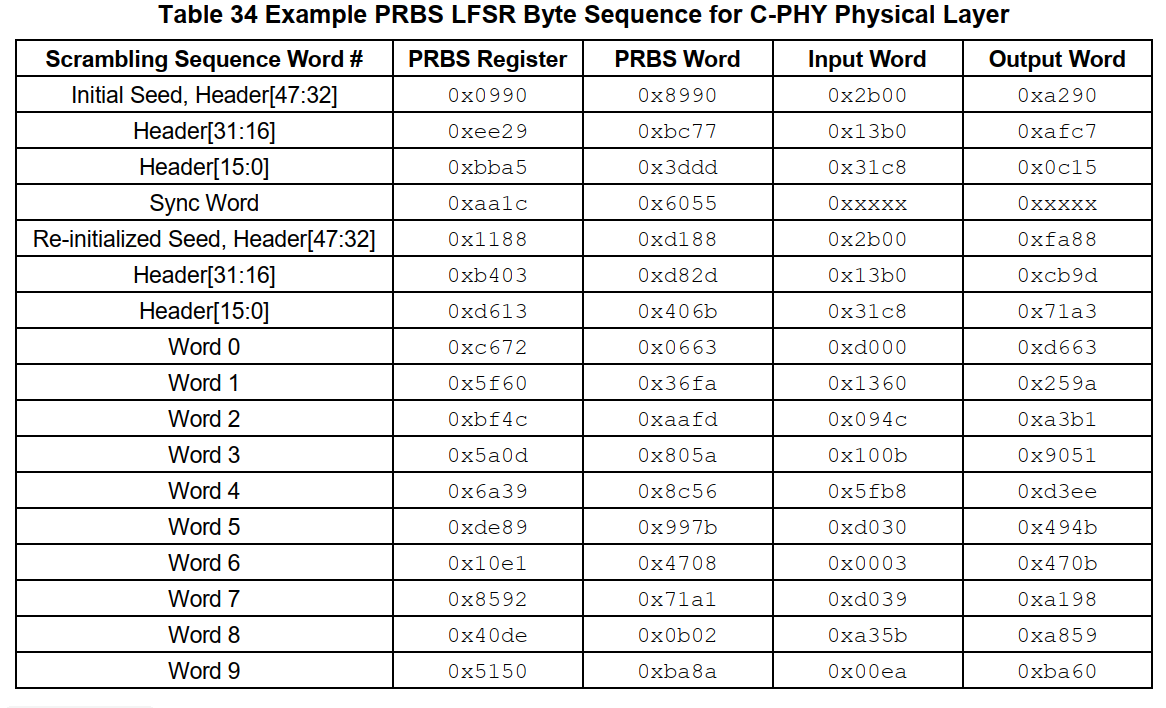 Table 34 Example PRBS LFSR Byte Sequence for C-PHY Physical Layer
Scrambling Sequence Word # PRBS Register PRBS Word Input Word Output Word
Initial Seed, Header[47:32] 0x0990 0x8990 0x2b00 0xa290
Header[31:16] 0xee29 0xbc77 0x13b0 0xafc7
Header[15:0] 0xbba5 0x3ddd 0x31c8 0x0c15
Sync Word 0xaa1c 0x6055 0xxxxx 0xxxxx
Re-initialized Seed, Header[47:32] 0x1188 0xd188 0x2b00 0xfa88
Header[31:16] 0xb403 0xd82d 0x13b0 0xcb9d
Header[15:0] 0xd613 0x406b 0x31c8 0x71a3
Word 0 0xc672 0x0663 0xd000 0xd663
Word 1 0x5f60 0x36fa 0x1360 0x259a
Word 2 0xbf4c 0xaafd 0x094c 0xa3b1
Word 3 0x5a0d 0x805a 0x100b 0x9051
Word 4 0x6a39 0x8c56 0x5fb8 0xd3ee
Word 5 0xde89 0x997b 0xd030 0x494b
Word 6 0x10e1 0x4708 0x0003 0x470b
Word 7 0x8592 0x71a1 0xd039 0xa198
Word 8 0x40de 0x0b02 0xa35b 0xa859
Word 9 0x5150 0xba8a 0x00ea 0xba60